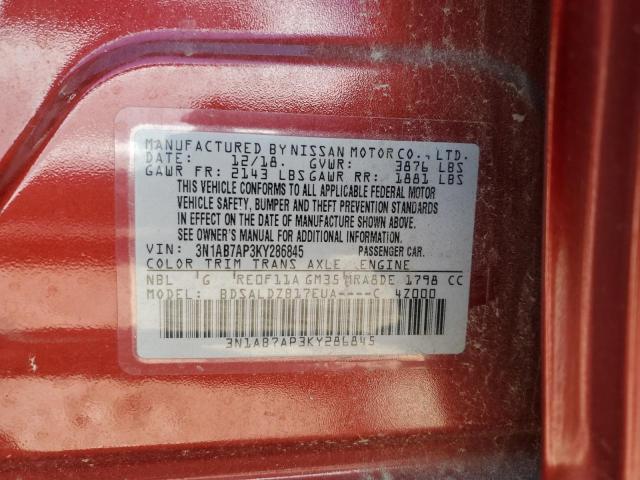 MANUFACTURED BY NISSAN MOTOR CO., LTD.
DATE: 12/18. GVWR: 3876 LBS
GAWR FR: 2143 LBS GAWR RR: 1881 LBS
THIS VEHICLE CONFORMS TO ALL APPLICABLE FEDERAL MOTOR
VEHICLE SAFETY, BUMPER AND THEFT PREVENTION STANDARDS
IN EFFECT ON THE DATE OF MANUFACTURE SHOWN ABOVE.
SEE OWNER'S MANUAL FOR ADDITIONAL INFORMATION.
VIN: 3N1AB7AP3KY286845 PASSENGER CAR.
COLOR TRIM TRANS AXLE ENGINE
NBL G RE0F11A GM35 MRA8DE 1798 CC
MODEL: BDSALDZB17EUA----C 4Z000
3N1AB7AP3KY286845